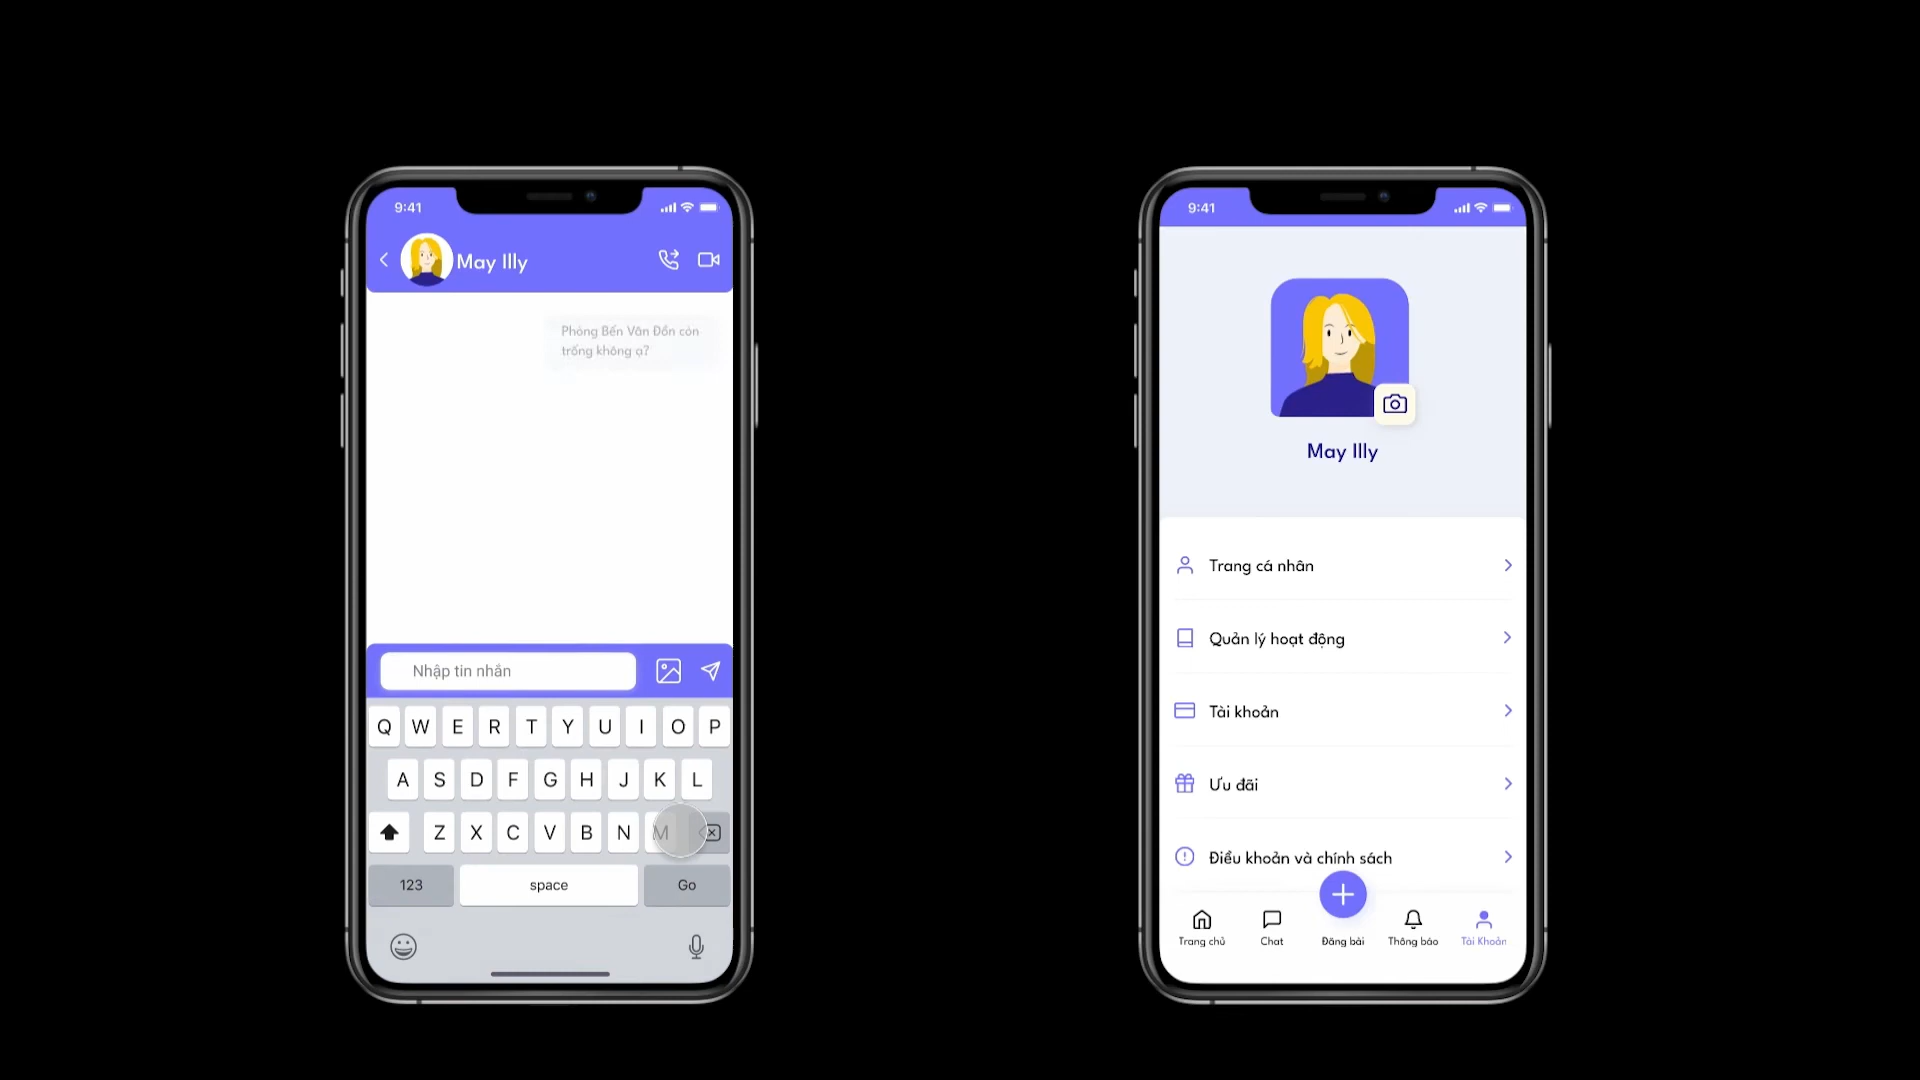 9:41
May Illy
Phòng Bến Vân Đồn còn
trống không ạ?
Nhập tin nhắn
Q W E R T Y U I O P
A S D F G H J K L
Z X C V B N M
123 space Go
9:41
May Illy
Trang cá nhân
Quản lý hoạt động
Tài khoản
Ưu đãi
Điều khoản và chính sách
Trang chủ Chat Đăng bài Thông báo Tài Khoản